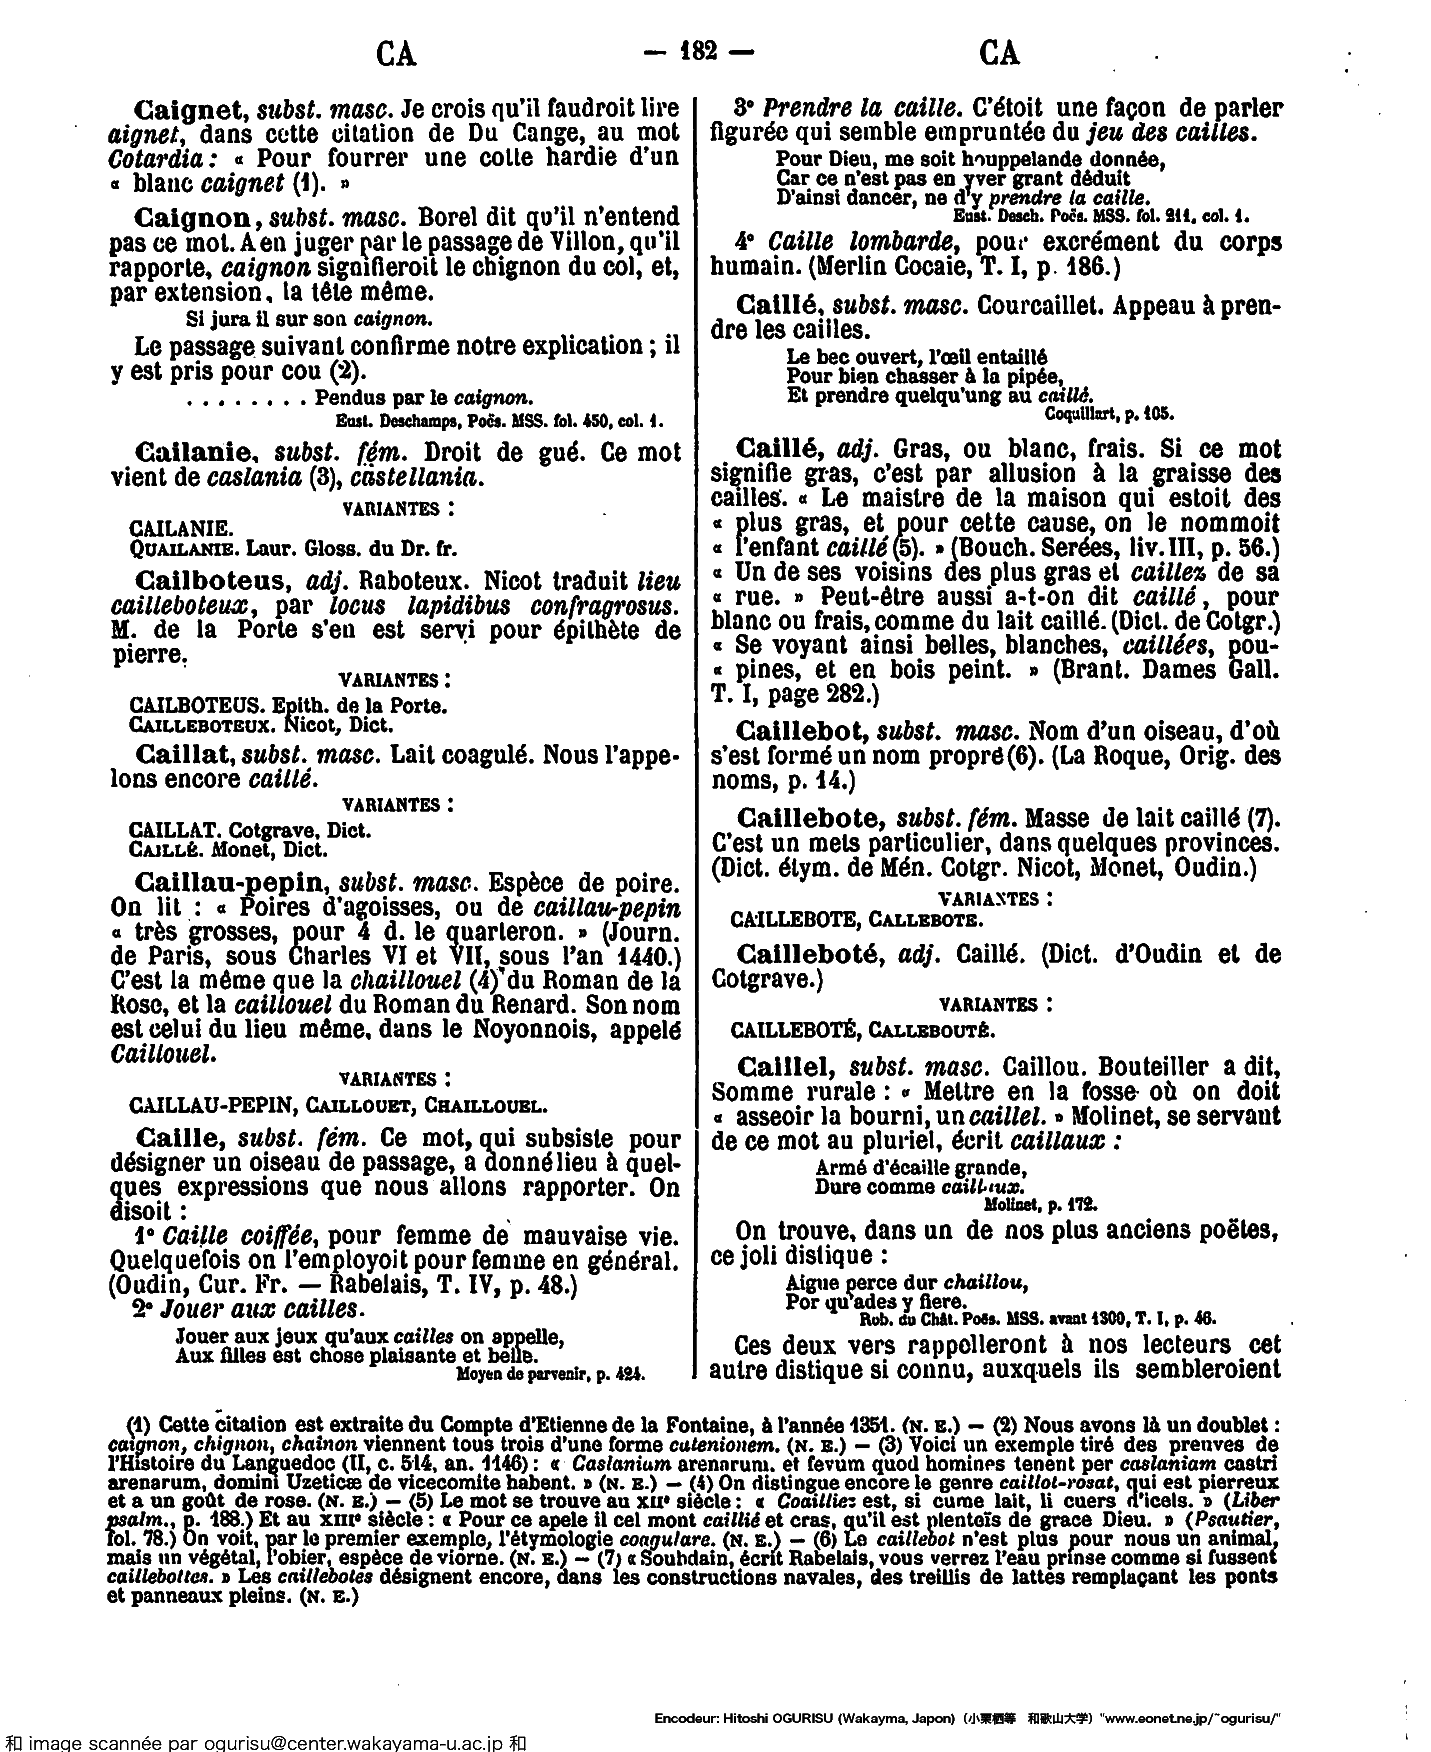 CA
— 182 —
CA
Caignet, subst. masc. Je crois qu'il faudroit lire
aignet, dans cette citation de Du Cange, au mot
Cotardia : « Pour fourrer une cotte hardie d'un
« blanc caignet (1). »
Caignon, subst. masc. Borel dit qu'il n'entend
pas ce mot. A en juger par le passage de Villon, qu'il
rapporte, caignon signifieroit le chignon du col, et,
par extension, la tête même.
Si jura il sur son caignon.
Le passage suivant confirme notre explication ; il
y est pris pour cou (2).
. . . . . . . . Pendus par le caignon.
Eust. Deschamps, Poës. MSS. fol. 450, col. 1.
Cailanie, subst. fém. Droit de gué. Ce mot
vient de caslania (3), castellania.
VARIANTES :
CAILANIE.
QUAILANIE. Laur. Gloss. du Dr. fr.
Cailboteus, adj. Raboteux. Nicot traduit lieu
cailleboteux, par locus lapidibus confragrosus.
M. de la Porte s'en est servi pour épithète de
pierre.
VARIANTES :
CAILBOTEUS. Epith. de la Porte.
CAILLEBOTEUX. Nicot, Dict.
Caillat, subst. masc. Lait coagulé. Nous l'appe-
lons encore caillé.
VARIANTES :
CAILLAT. Cotgrave, Dict.
CAILLÉ. Monet, Dict.
Caillau-pepin, subst. masc. Espèce de poire.
On lit : « Poires d'agoisses, ou de caillau-pepin
« très grosses, pour 4 d. le quarteron. » (Journ.
de Paris, sous Charles VI et VII, sous l'an 1440.)
C'est la même que la chaillouel (4) du Roman de la
Rose, et la caillouel du Roman du Renard. Son nom
est celui du lieu même, dans le Noyonnois, appelé
Caillouel.
VARIANTES :
CAILLAU-PEPIN, CAILLOUET, CHAILLOUEL.
Caille, subst. fém. Ce mot, qui subsiste pour
désigner un oiseau de passage, a donné lieu à quel-
ques expressions que nous allons rapporter. On
disoit :
1° Caille coiffée, pour femme de mauvaise vie.
Quelquefois on l'employoit pour femme en général.
(Oudin, Cur. Fr. — Rabelais, T. IV, p. 48.)
2° Jouer aux cailles.
Jouer aux jeux qu'aux cailles on appelle,
Aux filles est chose plaisante et belle.
Moyen de parvenir, p. 424.
3° Prendre la caille. C'étoit une façon de parler
figurée qui semble empruntée du jeu des cailles.
Pour Dieu, me soit houppelande donnée,
Car ce n'est pas en yver grant déduit
D'ainsi dancer, ne d'y prendre la caille.
Eust. Desch. Poës. MSS. fol. 211, col. 1.
4° Caille lombarde, pour excrément du corps
humain. (Merlin Cocaie, T. I, p. 186.)
Caillé, subst. masc. Courcaillet. Appeau à pren-
dre les cailles.
Le bec ouvert, l'œil entaillé
Pour bien chasser à la pipée,
Et prendre quelqu'ung au caillé.
Coquillart, p. 105.
Caillé, adj. Gras, ou blanc, frais. Si ce mot
signifie gras, c'est par allusion à la graisse des
cailles. « Le maistre de la maison qui estoit des
« plus gras, et pour cette cause, on le nommoit
« l'enfant caillé (5). » (Bouch. Serées, liv. III, p. 56.)
« Un de ses voisins des plus gras et caillez de sa
« rue. » Peut-être aussi a-t-on dit caillé, pour
blanc ou frais, comme du lait caillé. (Dict. de Cotgr.)
« Se voyant ainsi belles, blanches, caillées, pou-
« pines, et en bois peint. » (Brant. Dames Gall.
T. I, page 282.)
Caillebot, subst. masc. Nom d'un oiseau, d'où
s'est formé un nom propre (6). (La Roque, Orig. des
noms, p. 14.)
Caillebote, subst. fém. Masse de lait caillé (7).
C'est un mets particulier, dans quelques provinces.
(Dict. étym. de Mén. Cotgr. Nicot, Monet, Oudin.)
VARIANTES :
CAILLEBOTE, CALLEBOTE.
Cailleboté, adj. Caillé. (Dict. d'Oudin et de
Cotgrave.)
VARIANTES :
CAILLEBOTÉ, CALLEBOUTÉ.
Caillel, subst. masc. Caillou. Bouteiller a dit,
Somme rurale : « Mettre en la fosse où on doit
« asseoir la bourni, un caillel. » Molinet, se servant
de ce mot au pluriel, écrit caillaux :
Armé d'écaille grande,
Dure comme caillaux.
Molinet, p. 172.
On trouve, dans un de nos plus anciens poëtes,
ce joli distique :
Aigue perce dur chaillou,
Por qu'ades y fiere.
Rob. du Chât. Poës. MSS. avant 1300, T. I, p. 46.
Ces deux vers rappelleront à nos lecteurs cet
autre distique si connu, auxquels ils sembleroient
(1) Cette citation est extraite du Compte d'Etienne de la Fontaine, à l'année 1351. (N. E.) — (2) Nous avons là un doublet :
caignon, chignon, chainon viennent tous trois d'une forme catenionem. (N. E.) — (3) Voici un exemple tiré des preuves de
l'Histoire du Languedoc (II, c. 514, an. 1146) : « Caslanium arenarum, et fevum quod homines tenent per caslaniam castri
arenarum, domini Uzeticæ de vicecomite habent. » (N. E.) — (4) On distingue encore le genre caillot-rosat, qui est pierreux
et a un goût de rose. (N. E.) — (5) Le mot se trouve au XIIe siècle : « Coailliez est, si cume lait, li cuers d'icels. » (Liber
psalm., p. 188.) Et au XIIIe siècle : « Pour ce apele il cel mont caillié et cras, qu'il est plenteïs de grace Dieu. » (Psautier,
fol. 78.) On voit, par le premier exemple, l'étymologie coagulare. (N. E.) — (6) Le caillebot n'est plus pour nous un animal,
mais un végétal, l'obier, espèce de viorne. (N. E.) — (7) « Soubdain, écrit Rabelais, vous verrez l'eau prinse comme si fussent
caillebottes. » Les caillebotes désignent encore, dans les constructions navales, des treillis de lattes remplaçant les ponts
et panneaux pleins. (N. E.)
Encodeur: Hitoshi OGURISU (Wakayma, Japon) (小栗栖等 和歌山大学) "www.eonet.ne.jp/~ogurisu/"
和 image scannée par ogurisu@center.wakayama-u.ac.jp 和